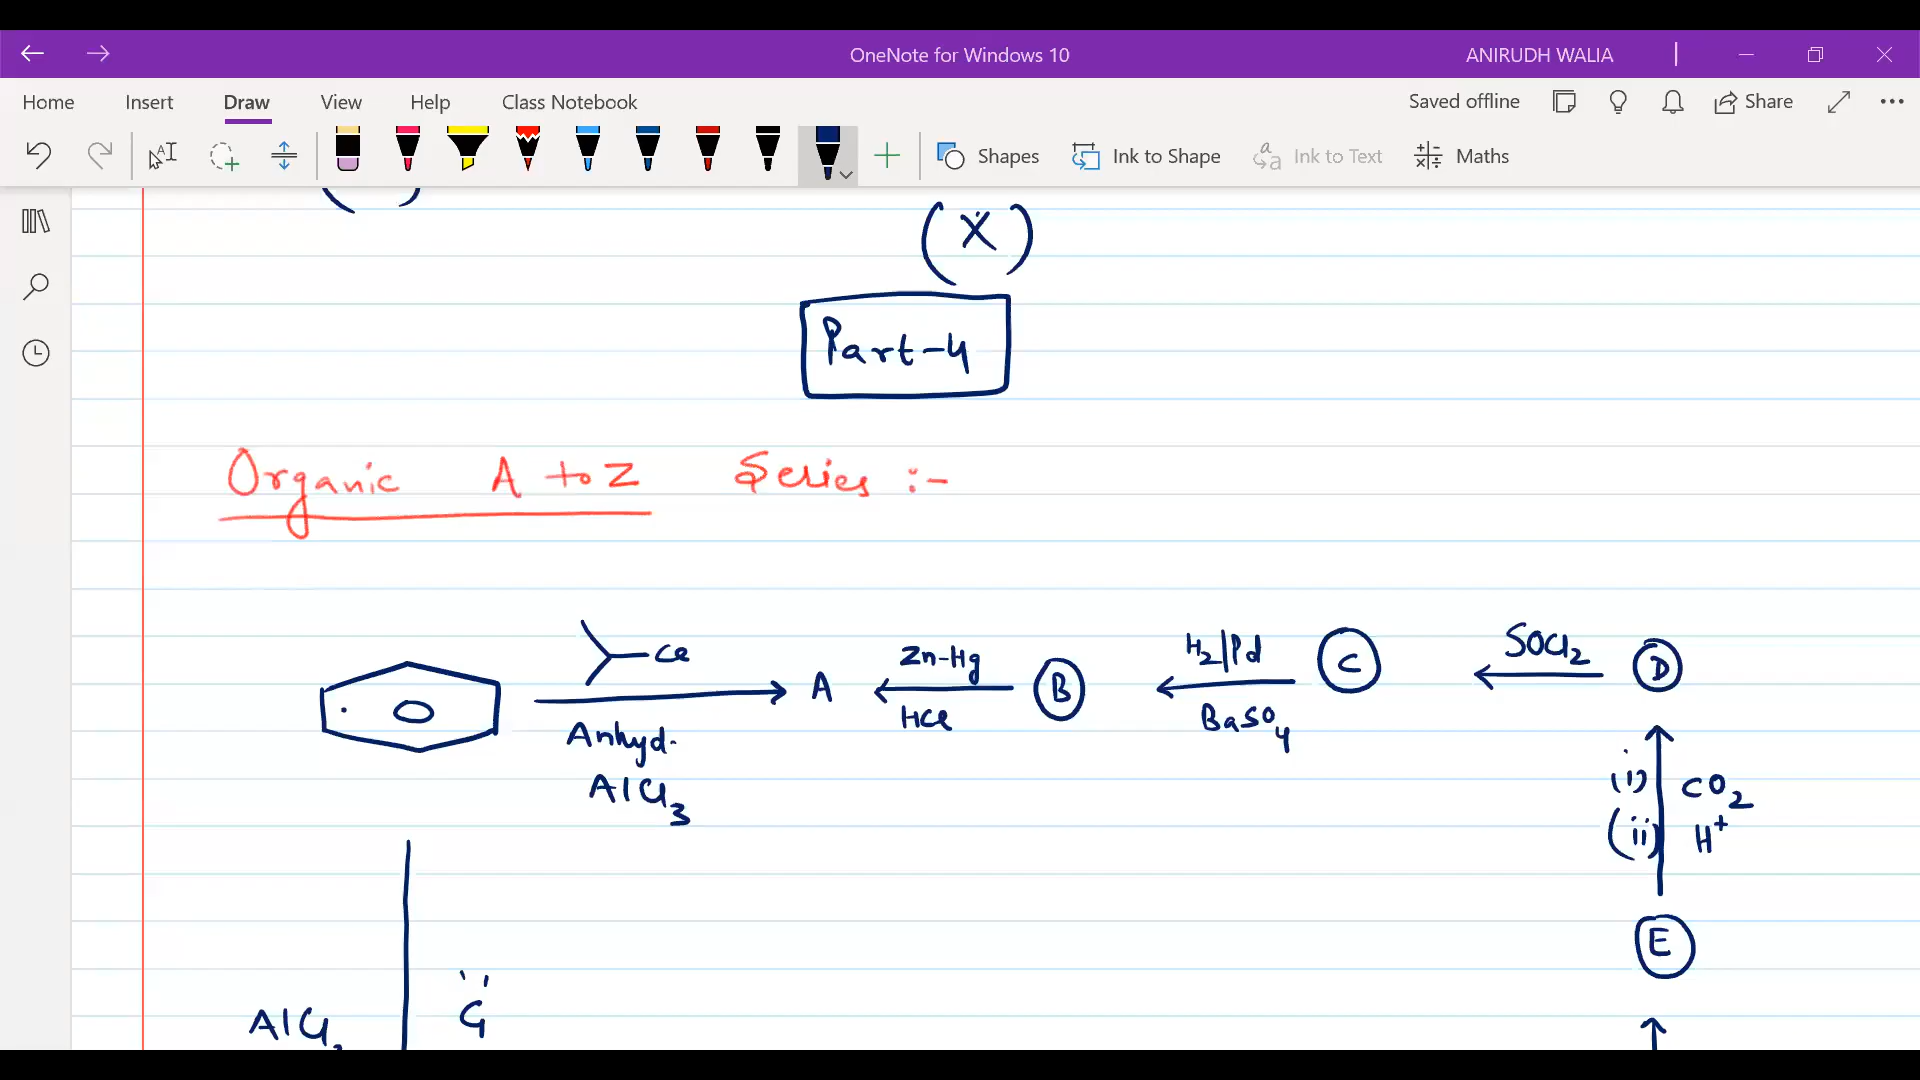 OneNote for Windows 10
ANIRUDH WALIA
Home Insert Draw View Help Class Notebook
Saved offline
Share
Shapes
Ink to Shape
Ink to Text
Maths
(X)
Part-4
Organic A to Z Series :-
Cl
Anhyd.
AlCl3
A
Zn-Hg
HCl
B
H2/Pd
BaSO4
C
SOCl2
D
(i) CO2
(ii) H+
E
AlCl3